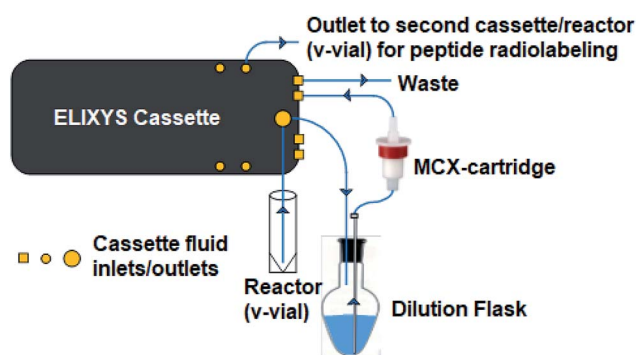 Outlet to second cassette/reactor
(v-vial) for peptide radiolabeling
Waste
ELIXYS Cassette
MCX-cartridge
Cassette fluid
inlets/outlets
Reactor
(v-vial)
Dilution Flask